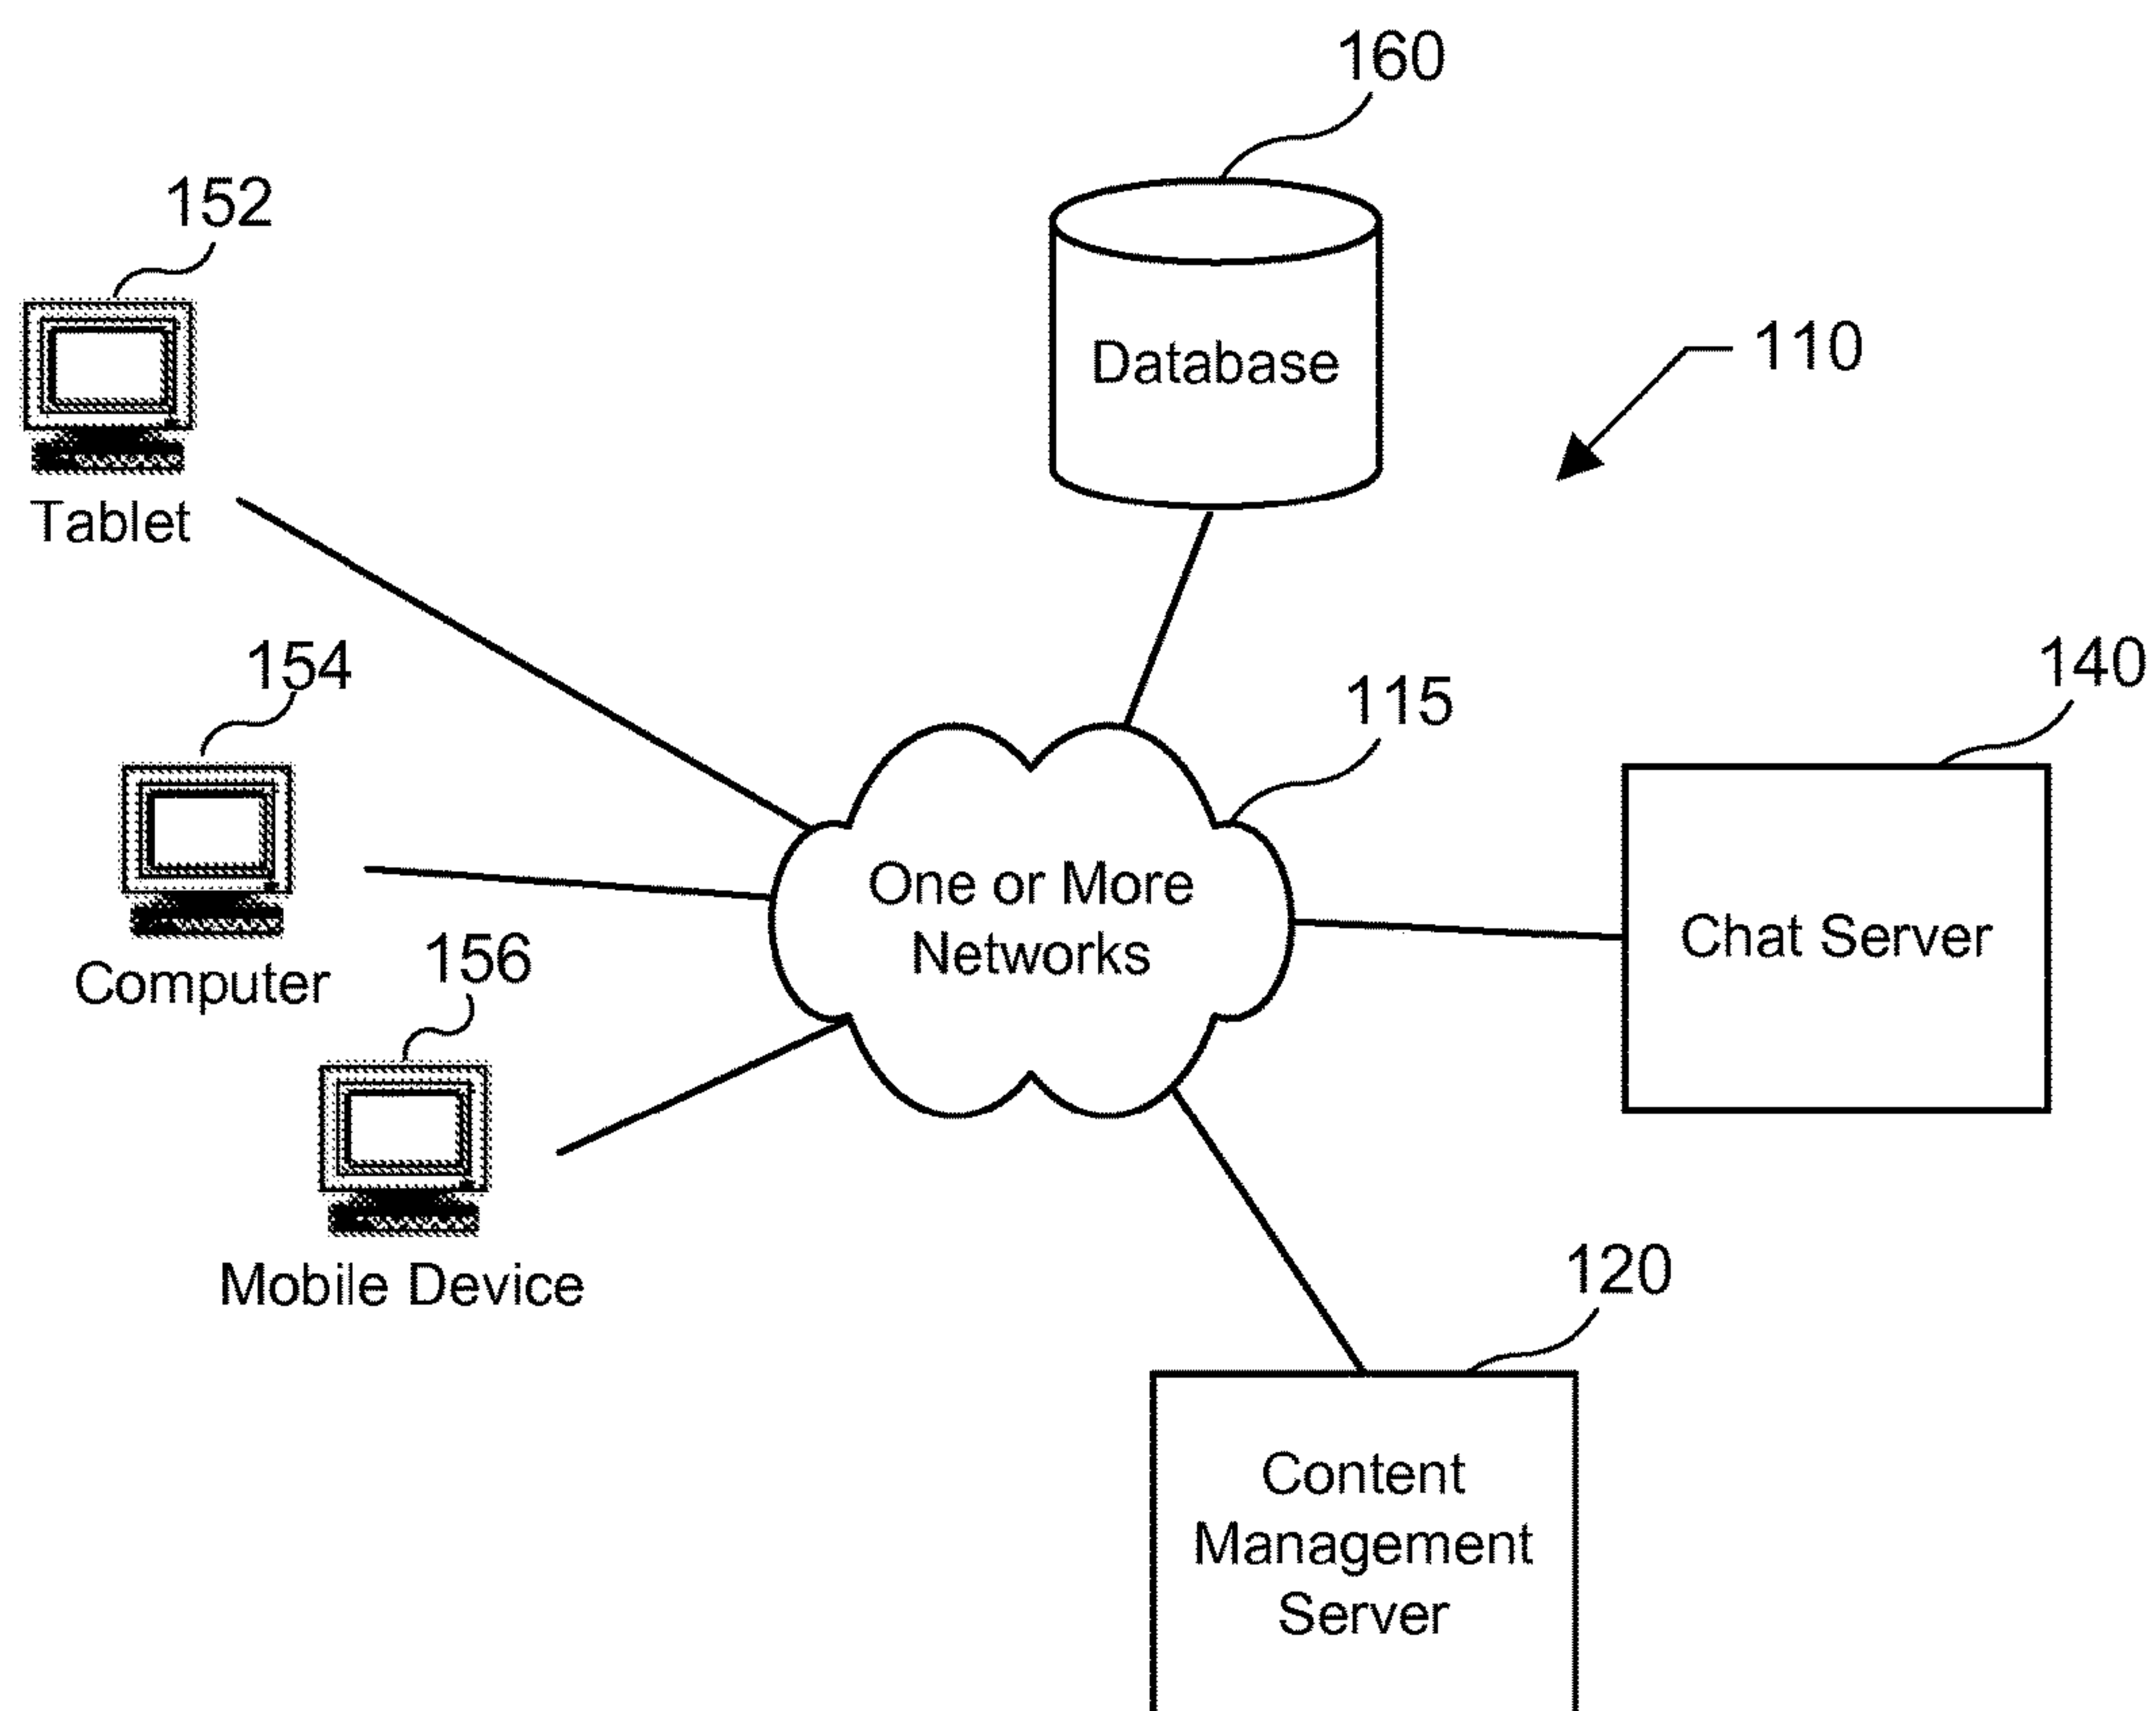 160
152
Database
110
Tablet
154
140
115
One or More
Networks
Chat Server
Computer
156
Mobile Device
120
Content
Management
Server